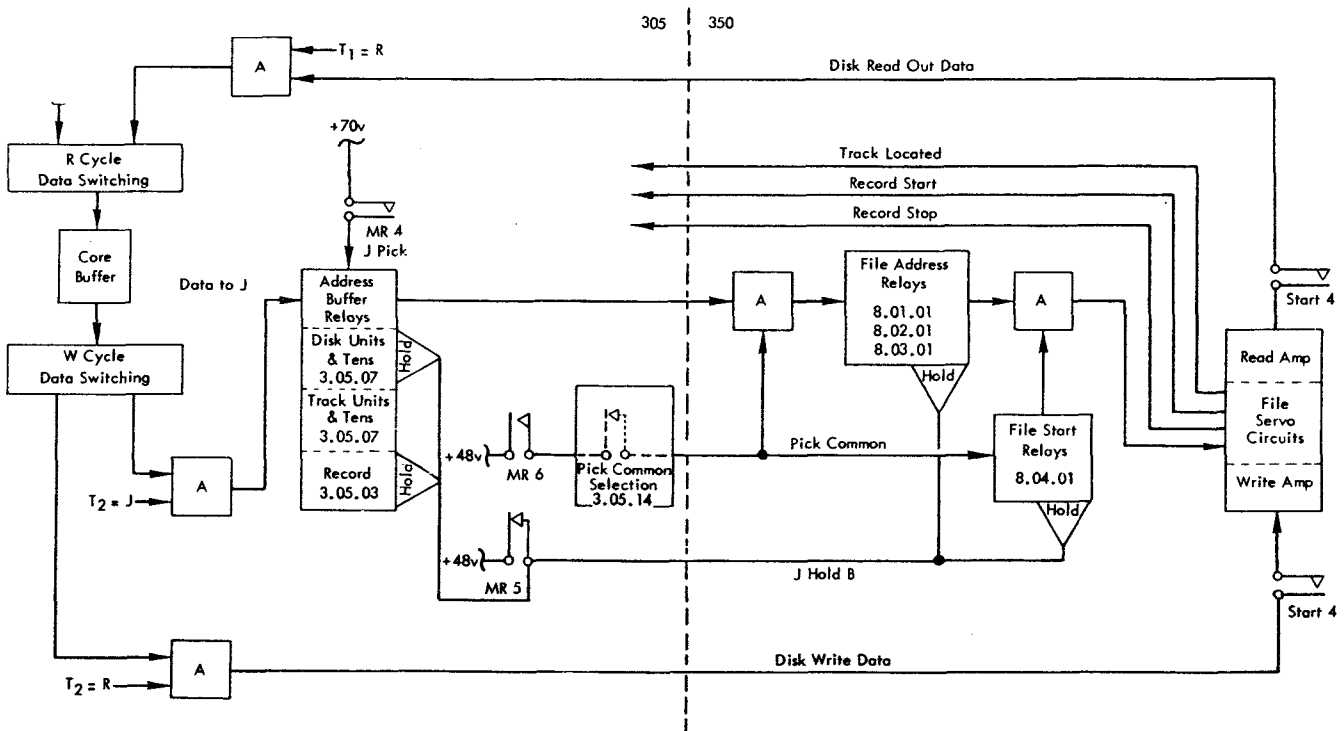 305
350
A
T1 = R
Disk Read Out Data
+70v
R Cycle
Data Switching
Track Located
Record Start
Record Stop
MR 4
J Pick
Core
Buffer
Data to J
Address
Buffer
Relays
Disk Units
& Tens
3.05.07
Hold
Track Units
& Tens
3.05.07
Record
3.05.03
Hold
W Cycle
Data Switching
A
T2 = J
A
File Address
Relays
8.01.01
8.02.01
8.03.01
Hold
A
Start 4
Read Amp
File
Servo
Circuits
Write Amp
+48v
MR 6
Pick Common
Selection
3.05.14
Pick Common
File Start
Relays
8.04.01
Hold
+48v
MR 5
J Hold B
Start 4
A
T2 = R
Disk Write Data